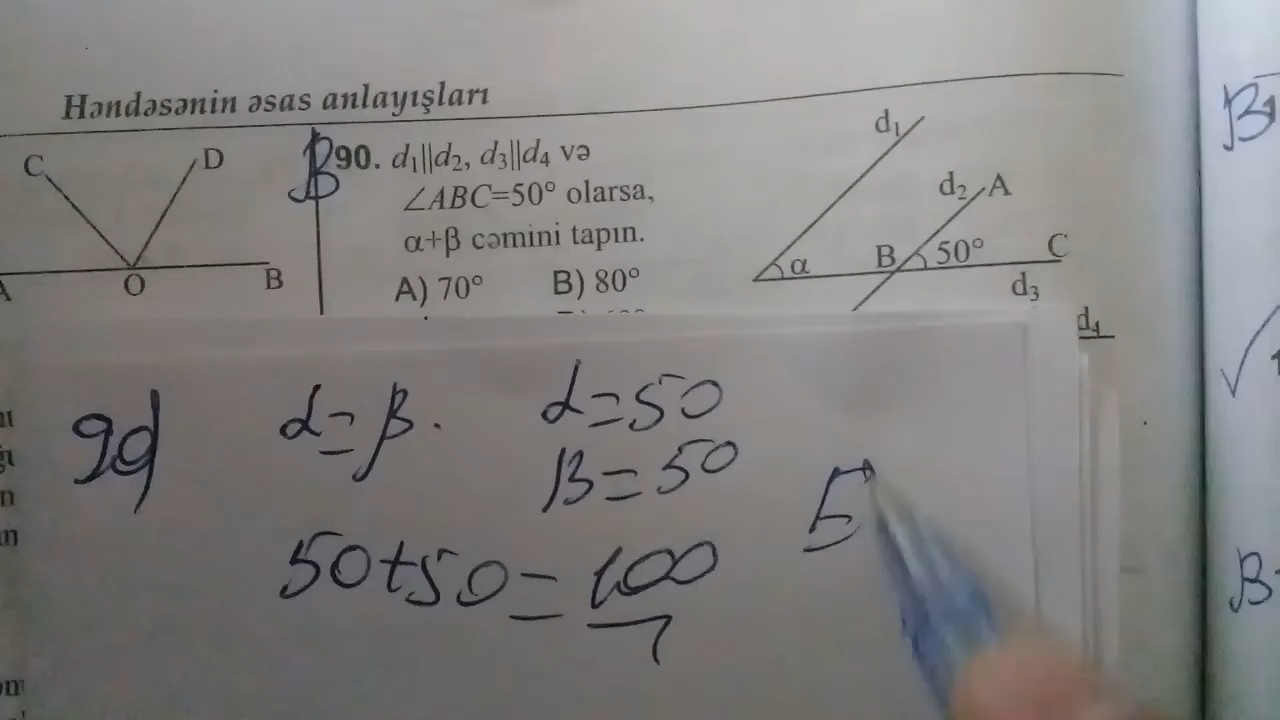 Həndəsənin əsas anlayışları
C
D
A
O
B
B
90. d₁||d₂, d₃||d₄ və
∠ABC=50° olarsa,
α+β cəmini tapın.
A) 70° B) 80°
d₁
d₂ A
α
B 50° C
d₃
d₄
90
α=β. α=50
β=50
50+50=100
E